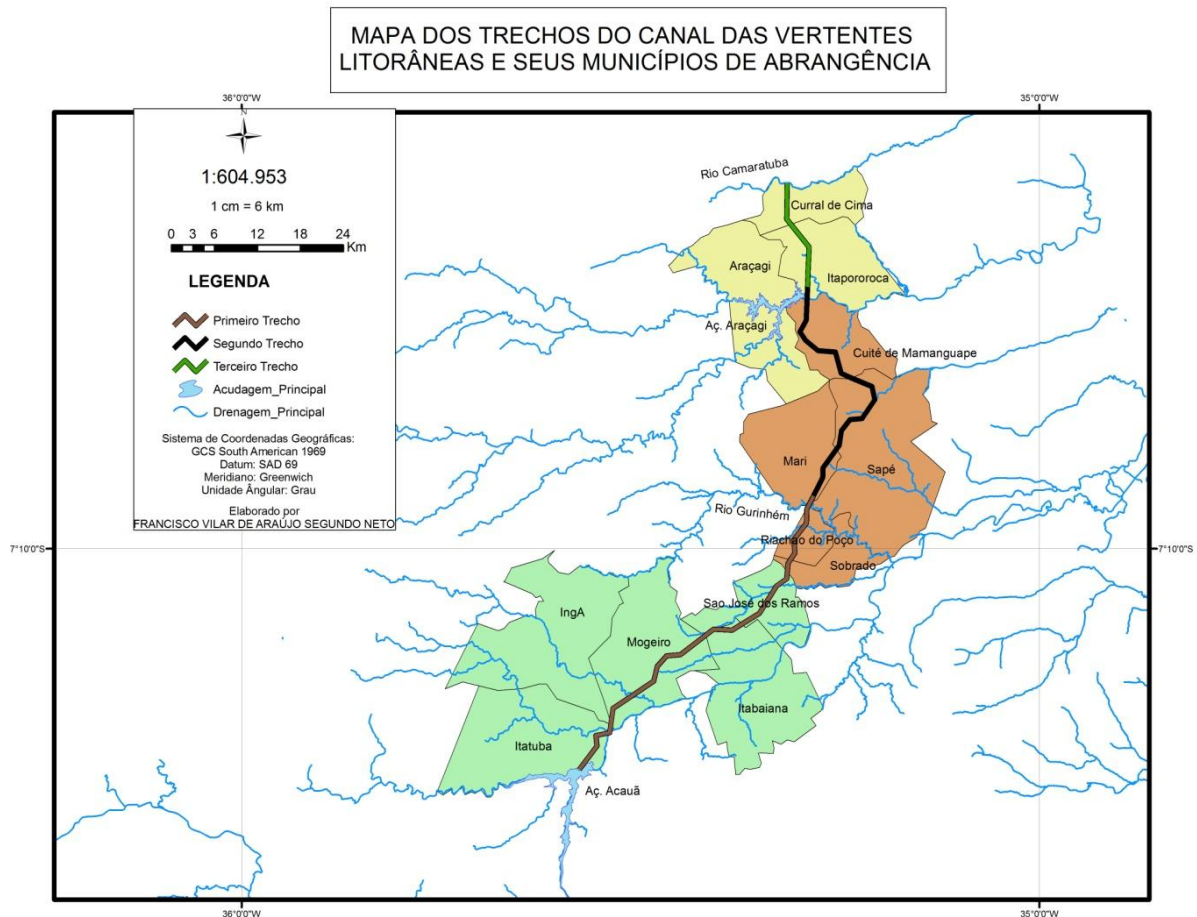 MAPA DOS TRECHOS DO CANAL DAS VERTENTES
LITORÂNEAS E SEUS MUNICÍPIOS DE ABRANGÊNCIA
36°0'0"W
35°0'0"W
N
1:604.953
1 cm = 6 km
0 3 6 12 18 24
Km
LEGENDA
Primeiro Trecho
Segundo Trecho
Terceiro Trecho
Acudagem_Principal
Drenagem_Principal
Sistema de Coordenadas Geográficas:
GCS South American 1969
Datum: SAD 69
Meridiano: Greenwich
Unidade Ângular: Grau
Elaborado por
FRANCISCO VILAR DE ARAÚJO SEGUNDO NETO
Rio Camaratuba
Curral de Cima
Araçagi
Itapororoca
Aç. Araçagi
Cuité de Mamanguape
Mari
Sapé
Rio Gurinhém
Riachao do Poço
7°10'0"S
7°10'0"S
Sobrado
Sao José dos Ramos
IngA
Mogeiro
Itabaiana
Itatuba
Aç. Acauã
36°0'0"W
35°0'0"W